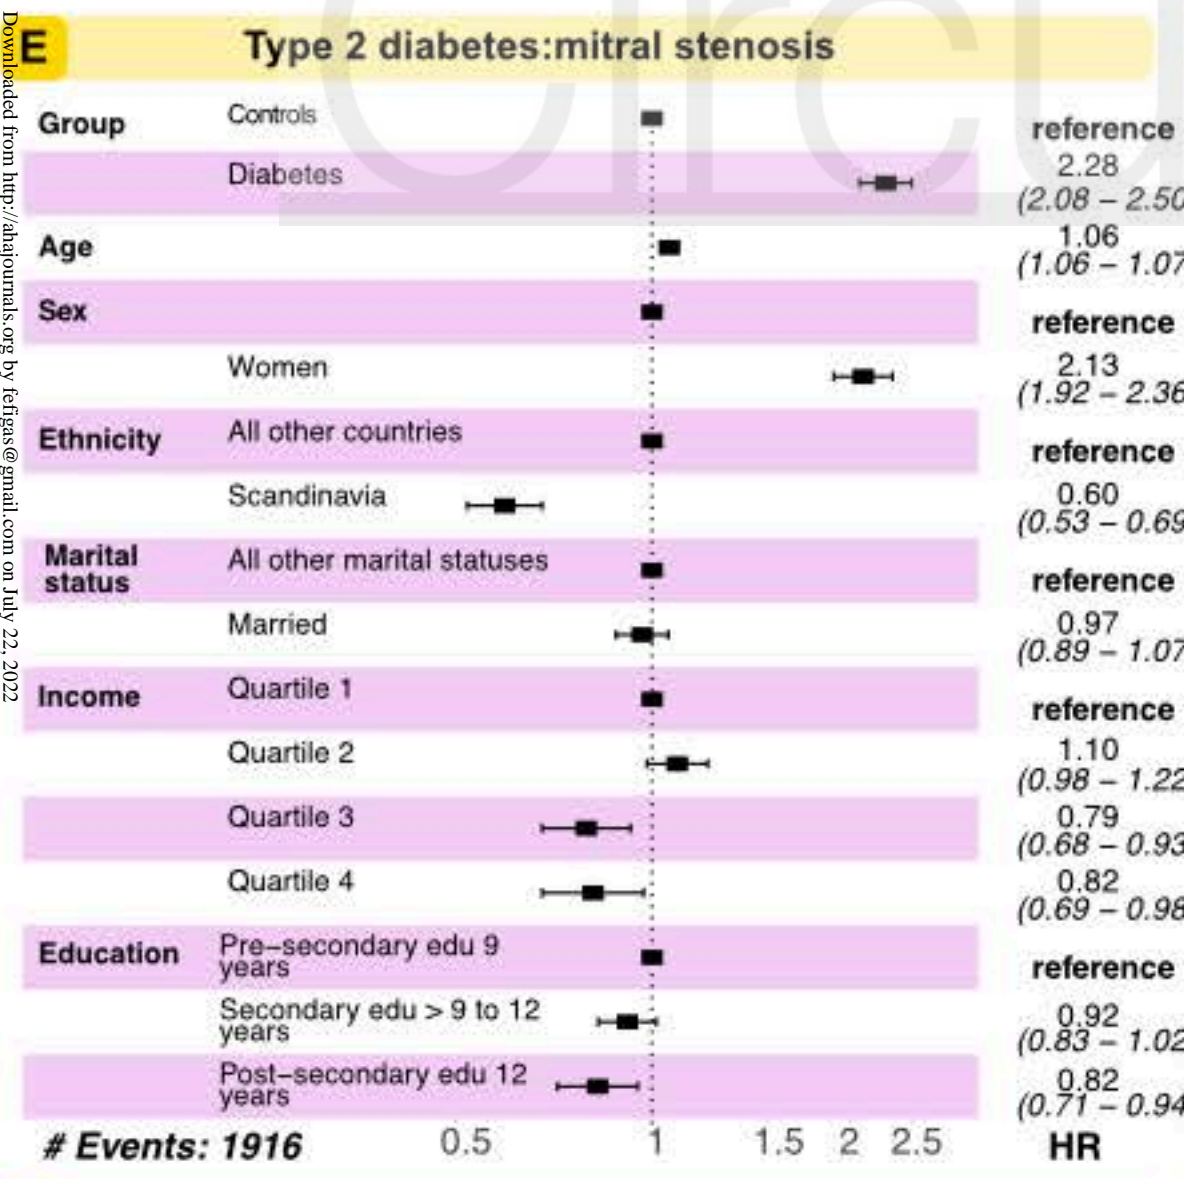 Downloaded from http://ahajournals.org by fefigas@gmail.com on July 22, 2022
Circu
E Type 2 diabetes:mitral stenosis
Group Controls reference
Diabetes 2.28
(2.08 – 2.50
Age 1.06
(1.06 – 1.07
Sex reference
Women 2.13
(1.92 – 2.36
Ethnicity All other countries reference
Scandinavia 0.60
(0.53 – 0.69
Marital
status All other marital statuses reference
Married 0.97
(0.89 – 1.07
Income Quartile 1 reference
Quartile 2 1.10
(0.98 – 1.22
Quartile 3 0.79
(0.68 – 0.93
Quartile 4 0.82
(0.69 – 0.98
Education Pre–secondary edu 9
years reference
Secondary edu > 9 to 12
years 0.92
(0.83 – 1.02
Post–secondary edu 12
years 0.82
(0.71 – 0.94
# Events: 1916 0.5 1 1.5 2 2.5 HR